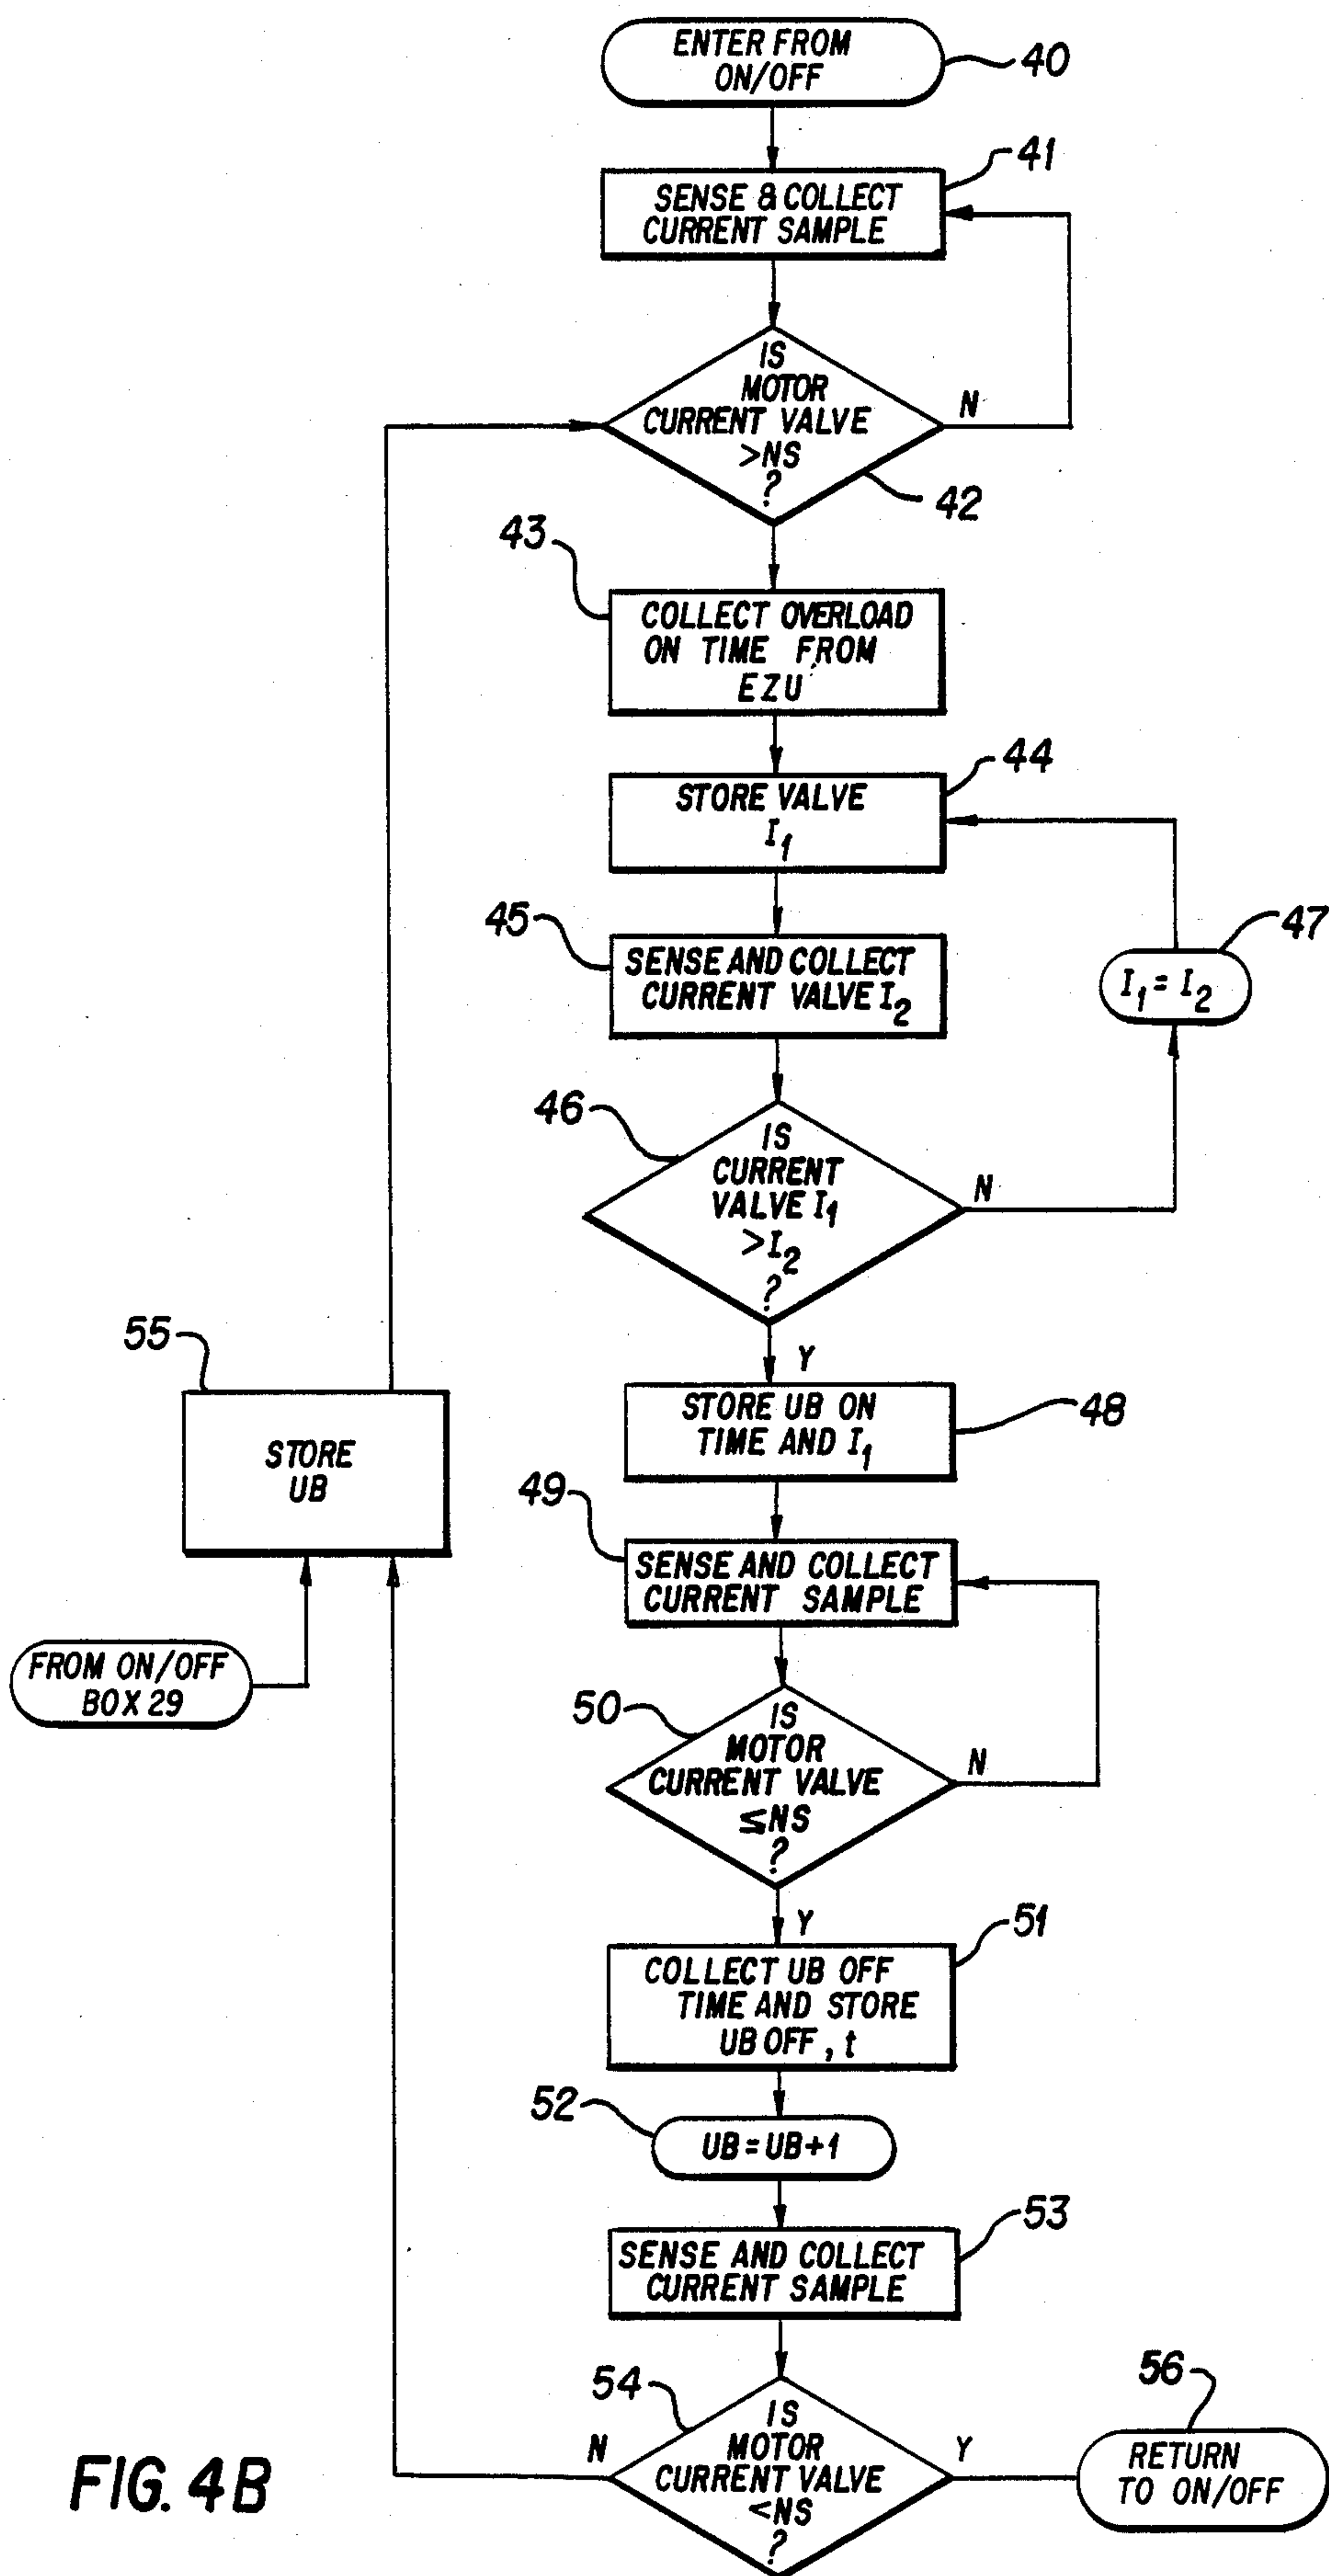 ENTER FROM
ON/OFF
40
41
SENSE & COLLECT
CURRENT SAMPLE
IS
MOTOR
CURRENT VALVE
>NS
?
N
42
43
COLLECT OVERLOAD
ON TIME FROM
EZU
44
STORE VALVE
I1
45
SENSE AND COLLECT
CURRENT VALVE I2
47
I1 = I2
46
IS
CURRENT
VALVE I1
>I2
?
N
Y
55
STORE
UB
48
STORE UB ON
TIME AND I1
49
SENSE AND COLLECT
CURRENT SAMPLE
FROM ON/OFF
BOX 29
50
IS
MOTOR
CURRENT VALVE
≤NS
?
N
Y
51
COLLECT UB OFF
TIME AND STORE
UB OFF, t
52
UB = UB+1
53
SENSE AND COLLECT
CURRENT SAMPLE
54
IS
MOTOR
CURRENT VALVE
<NS
?
N
Y
56
RETURN
TO ON/OFF
FIG. 4B